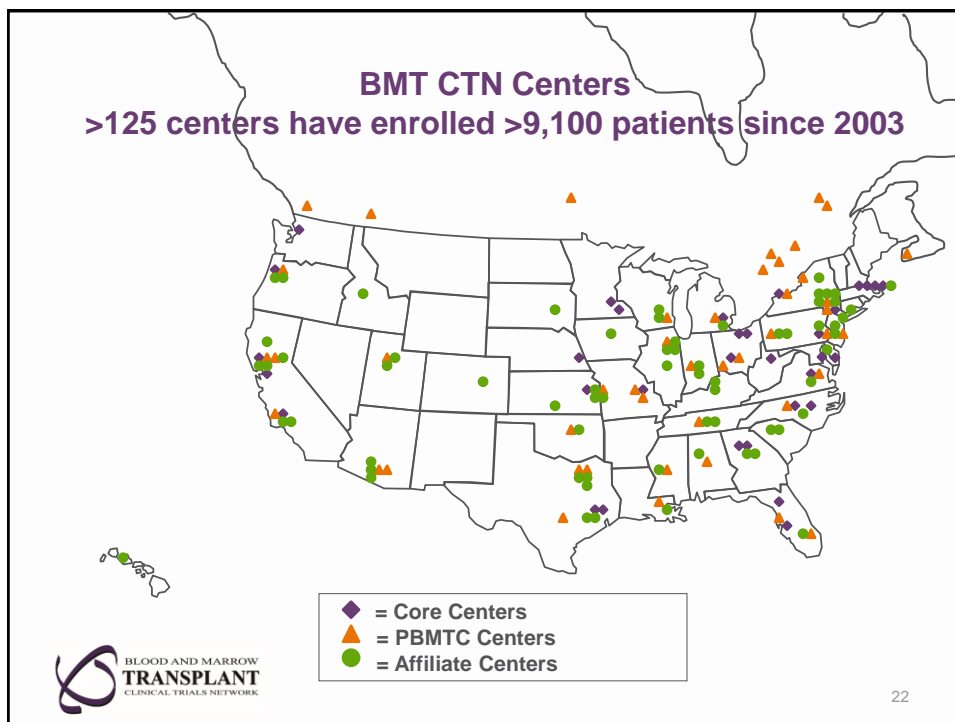 BMT CTN Centers
>125 centers have enrolled >9,100 patients since 2003
= Core Centers
= PBMTC Centers
= Affiliate Centers
BLOOD AND MARROW
TRANSPLANT
CLINICAL TRIALS NETWORK
22